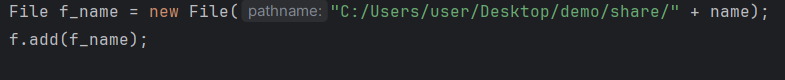 File f_name = new File( pathname: "C:/Users/user/Desktop/demo/share/" + name);
f.add(f_name);